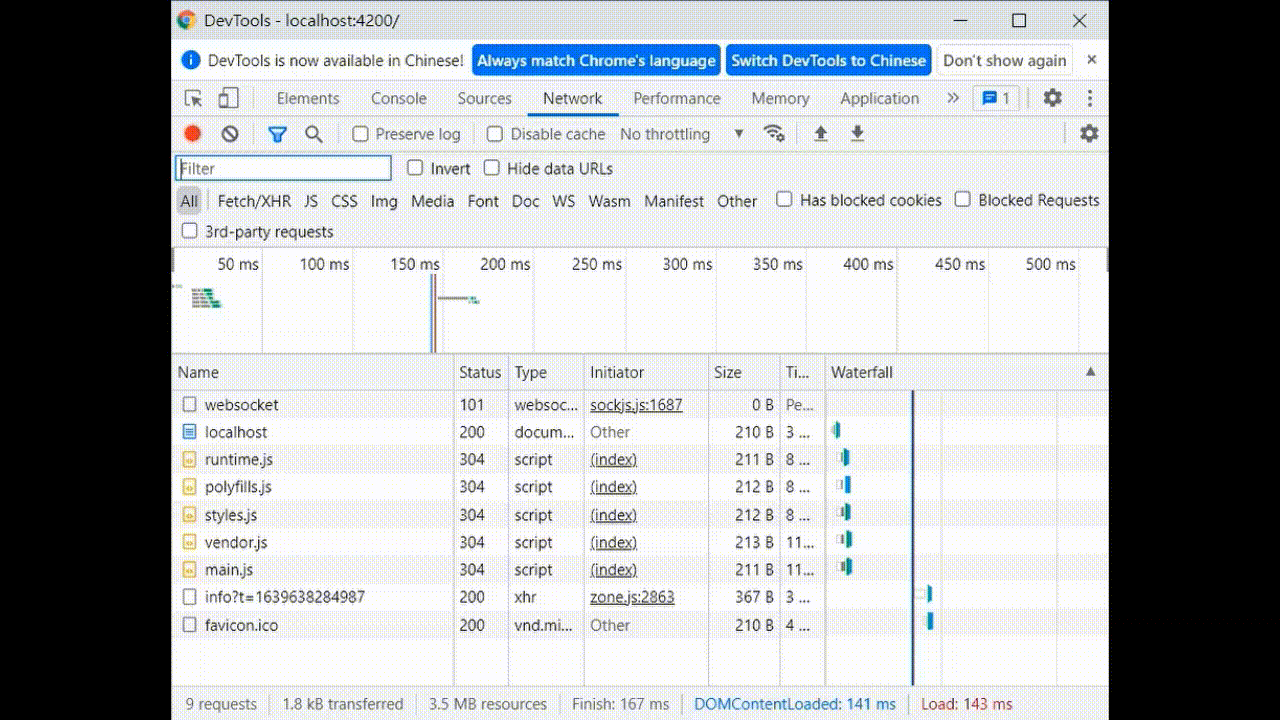 DevTools - localhost:4200/
DevTools is now available in Chinese! Always match Chrome's language Switch DevTools to Chinese Don't show again
Elements Console Sources Network Performance Memory Application 1
Preserve log Disable cache No throttling
Filter Invert Hide data URLs
All Fetch/XHR JS CSS Img Media Font Doc WS Wasm Manifest Other Has blocked cookies Blocked Requests
3rd-party requests
50 ms 100 ms 150 ms 200 ms 250 ms 300 ms 350 ms 400 ms 450 ms 500 ms
Name Status Type Initiator Size Ti... Waterfall
websocket 101 websoc... sockjs.js:1687 0 B Pe...
localhost 200 docum... Other 210 B 3 ...
runtime.js 304 script (index) 211 B 8 ...
polyfills.js 304 script (index) 212 B 8 ...
styles.js 304 script (index) 212 B 8 ...
vendor.js 304 script (index) 213 B 11...
main.js 304 script (index) 211 B 11...
info?t=1639638284987 200 xhr zone.js:2863 367 B 3 ...
favicon.ico 200 vnd.mi... Other 210 B 4 ...
9 requests 1.8 kB transferred 3.5 MB resources Finish: 167 ms DOMContentLoaded: 141 ms Load: 143 ms